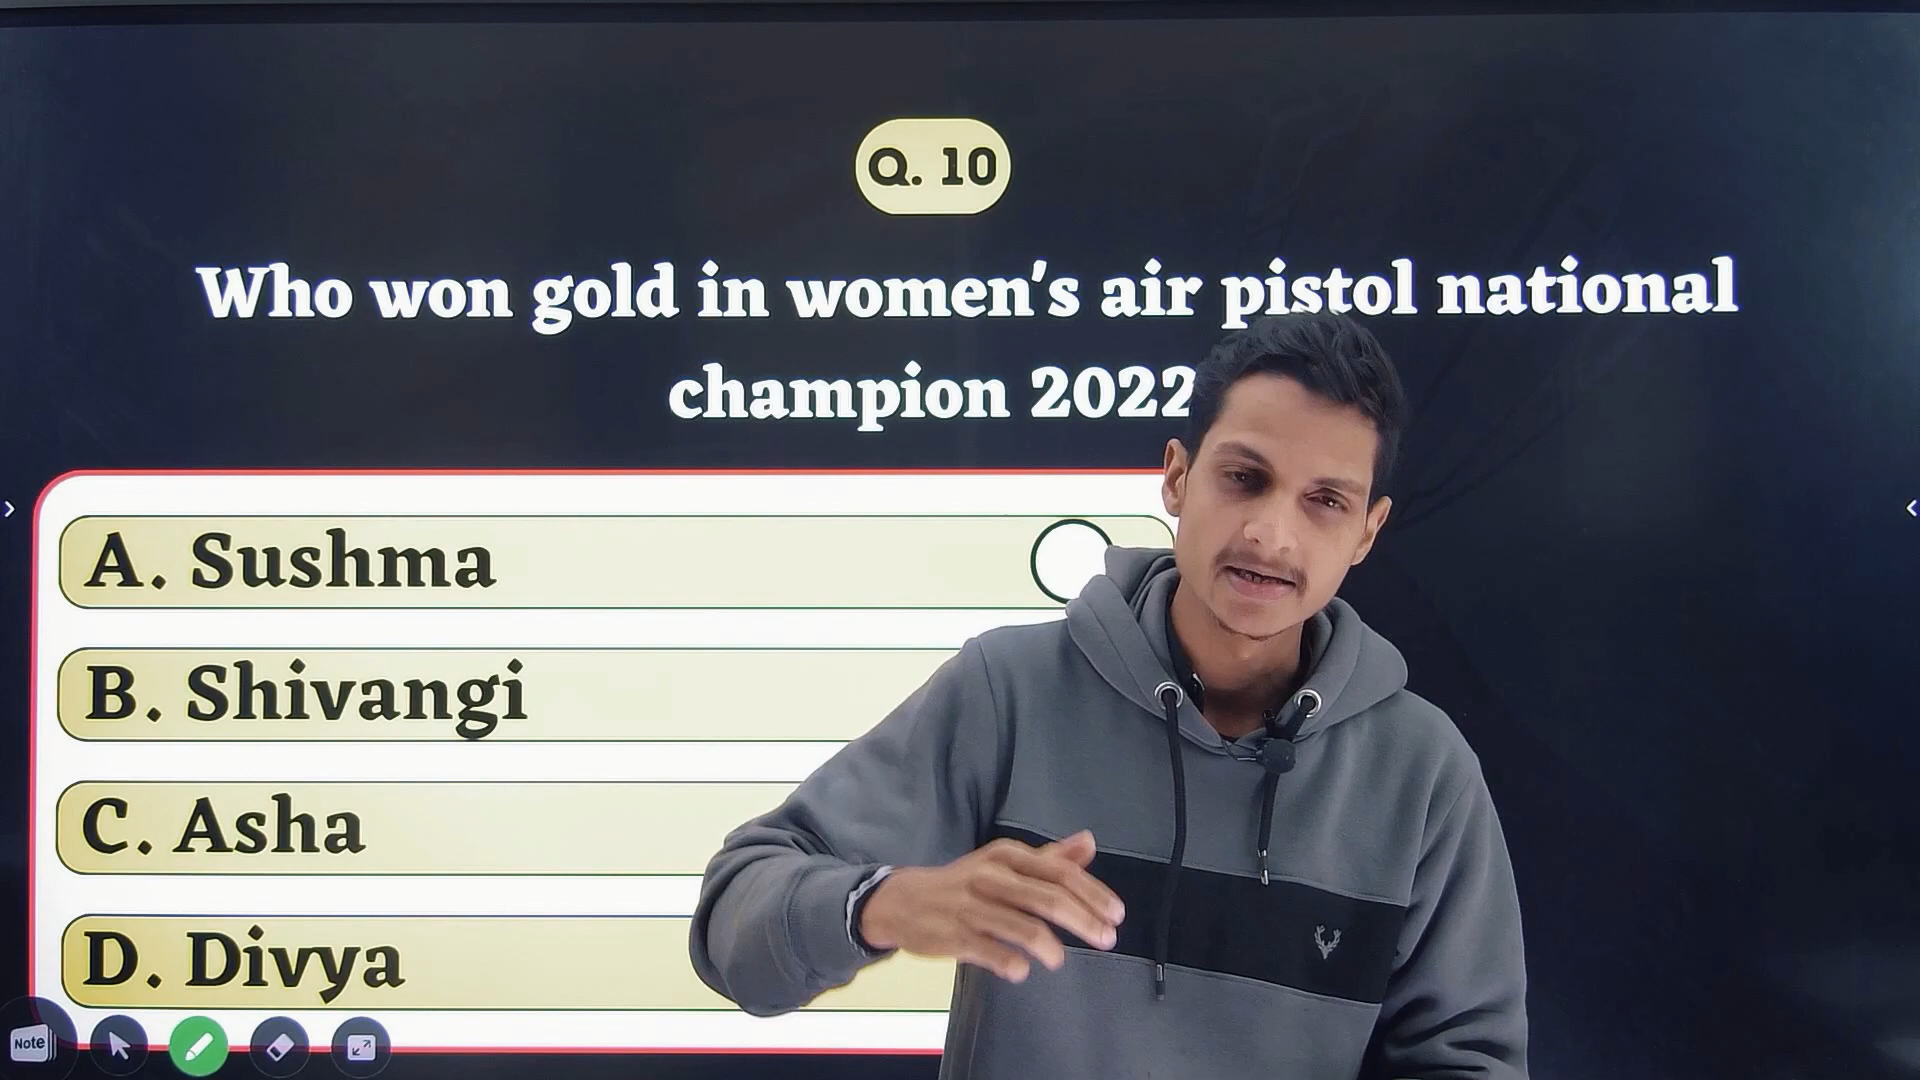 Q. 10
Who won gold in women's air pistol national
champion 2022
A. Sushma
B. Shivangi
C. Asha
D. Divya
Note